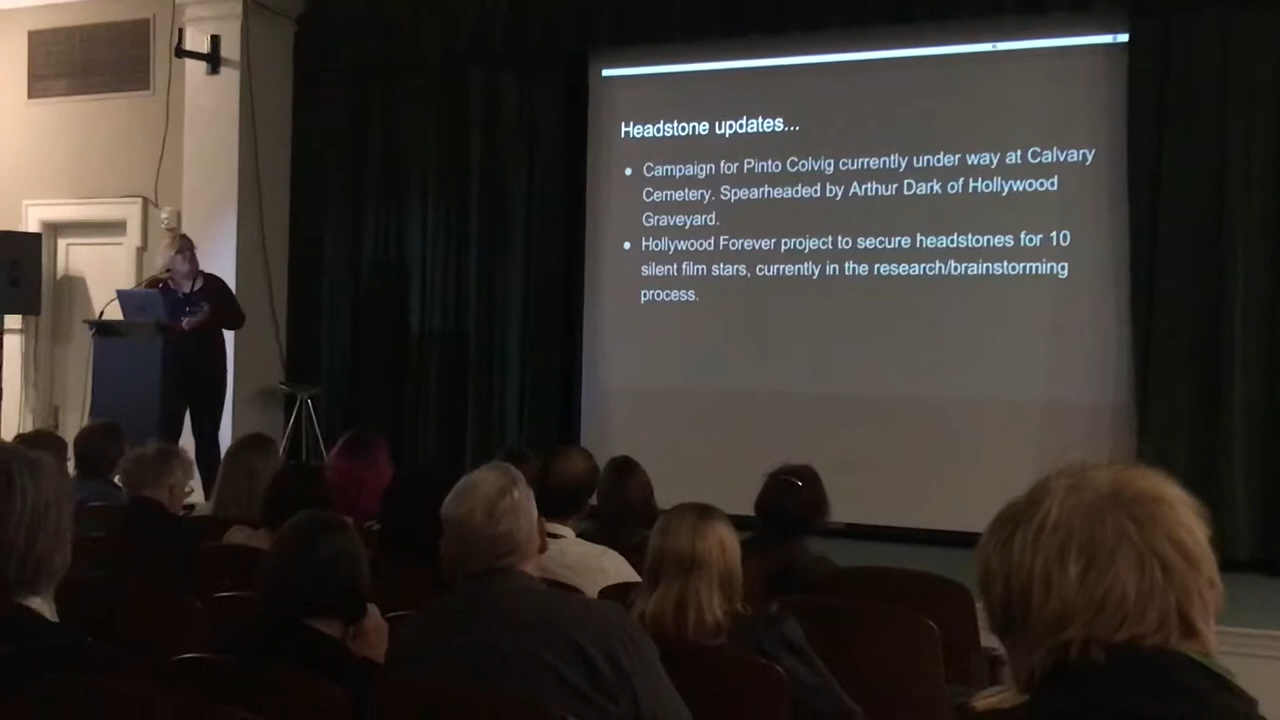 Headstone updates...
● Campaign for Pinto Colvig currently under way at Calvary
Cemetery. Spearheaded by Arthur Dark of Hollywood
Graveyard.
● Hollywood Forever project to secure headstones for 10
silent film stars, currently in the research/brainstorming
process.